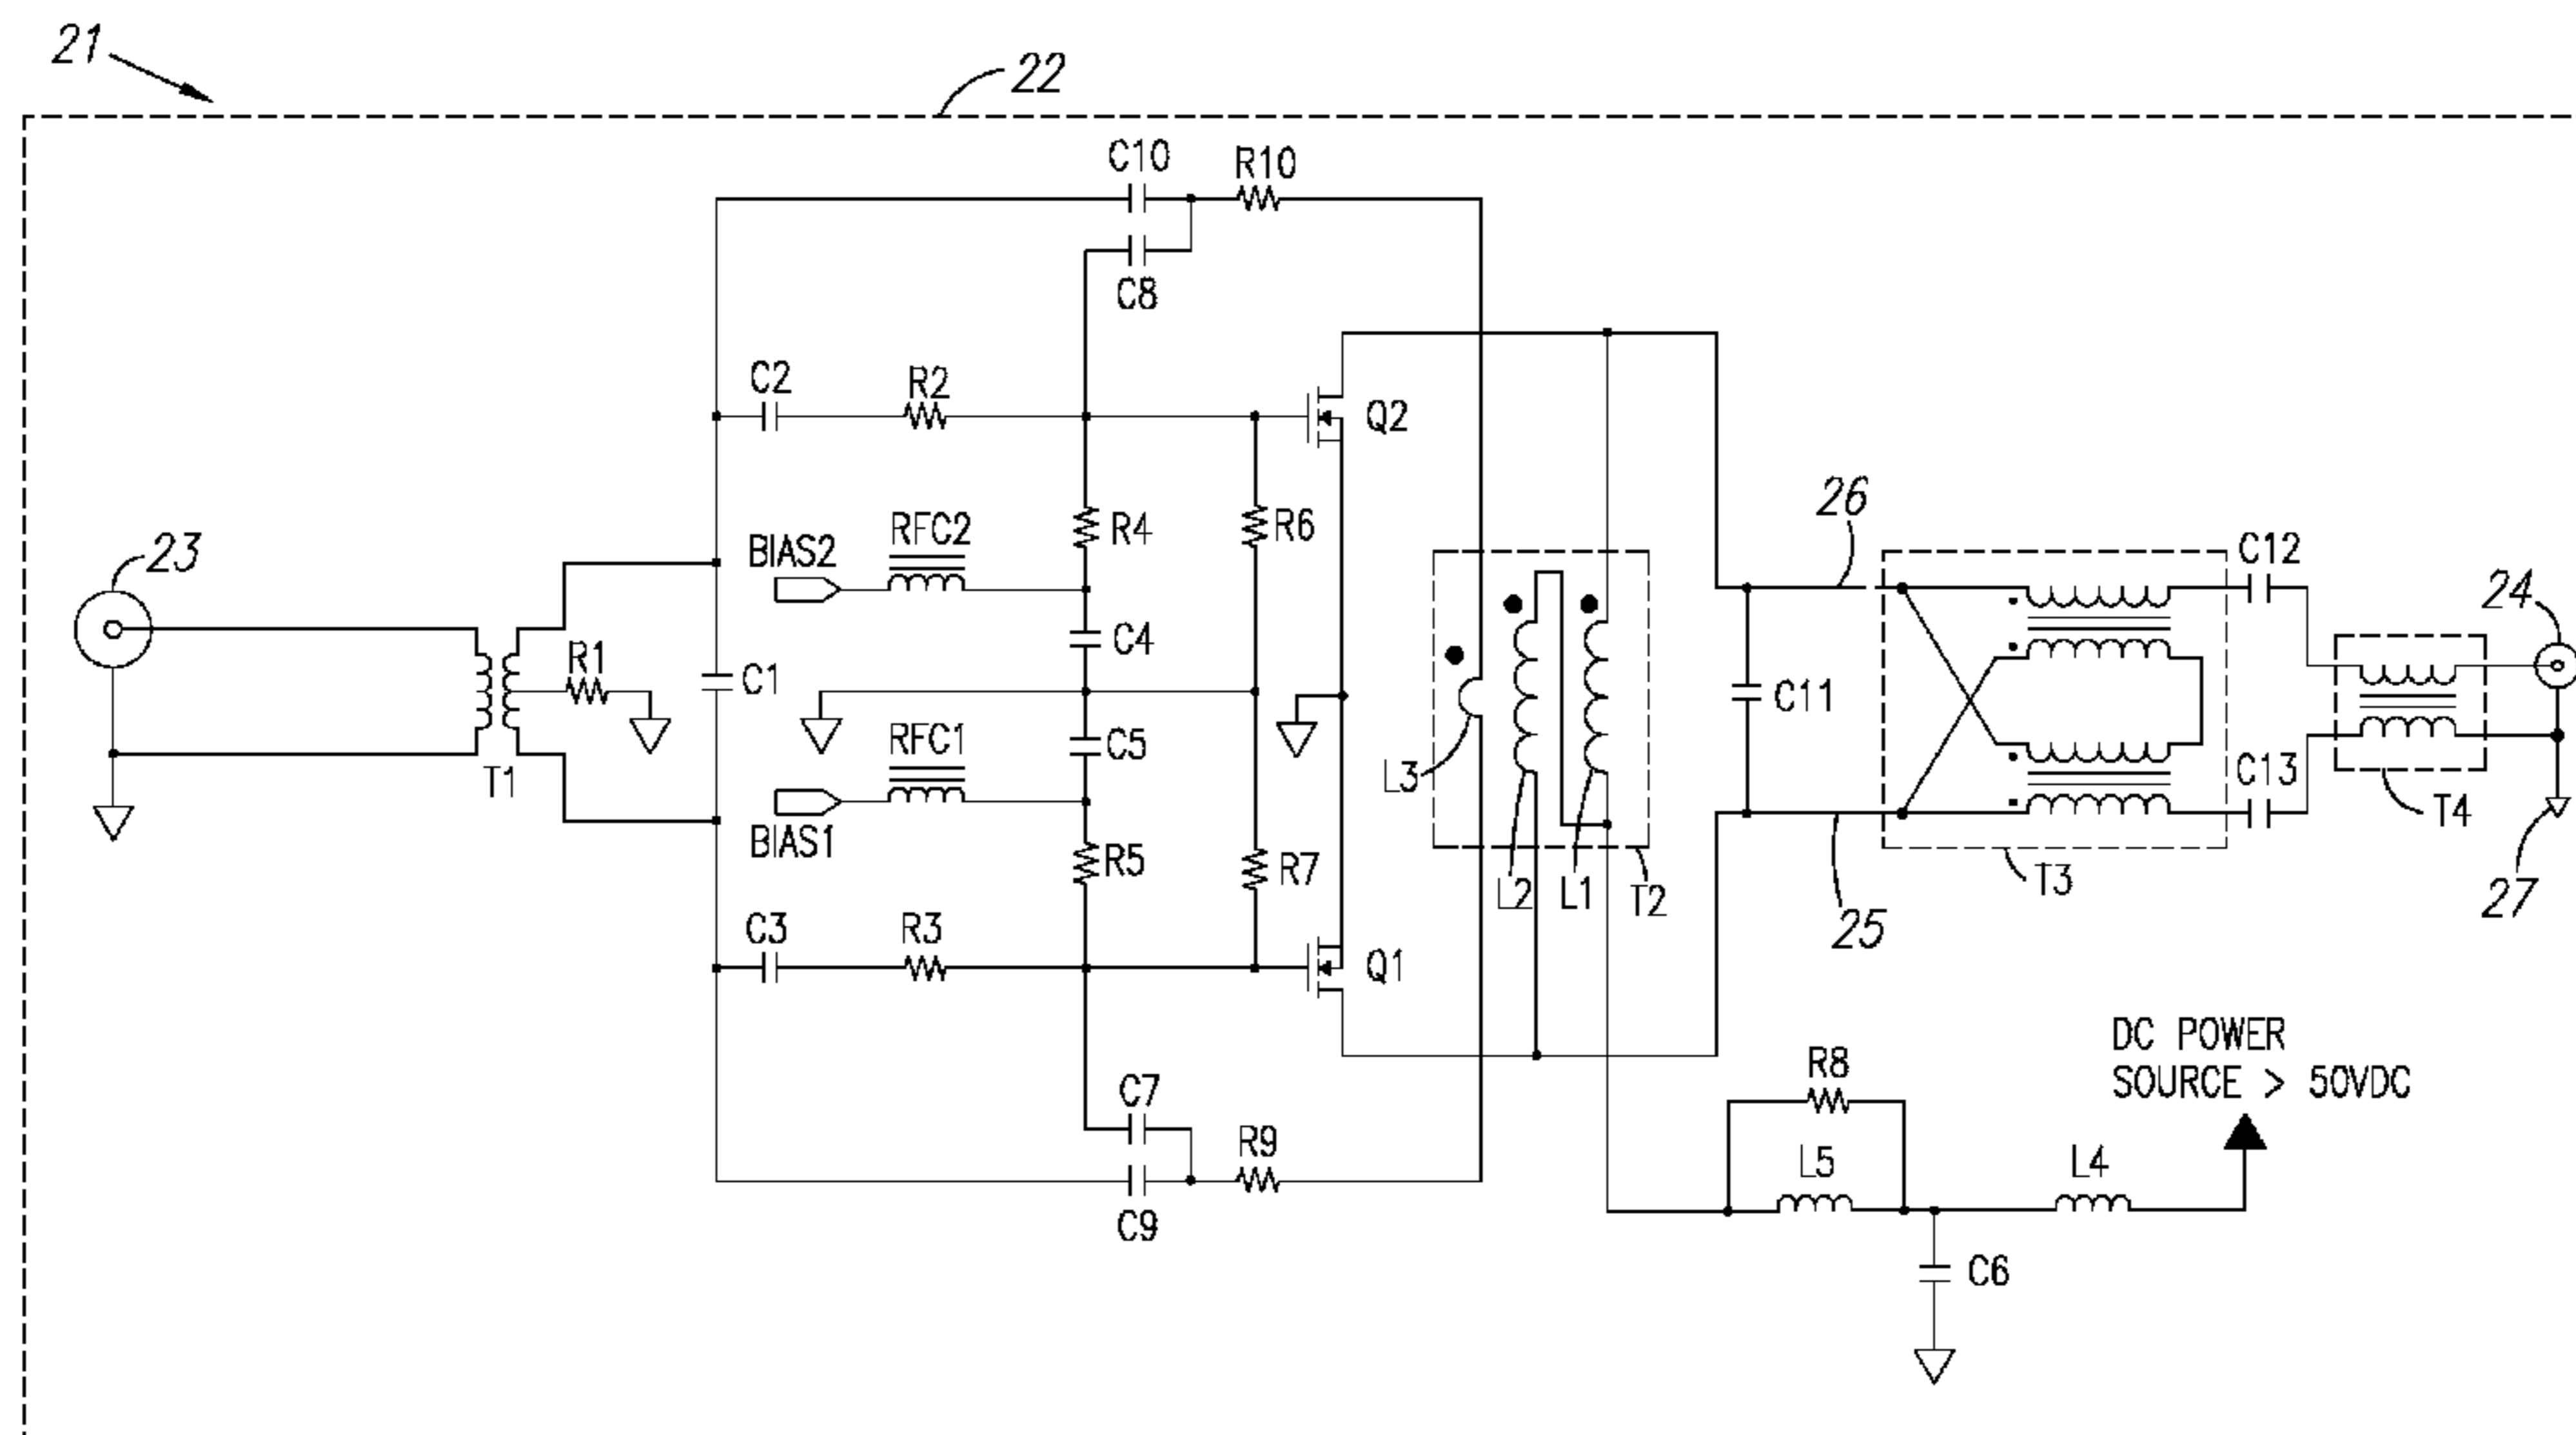 21
22
C10
R10
C8
C2
R2
Q2
26
23
BIAS2
RFC2
R4
R6
C12
24
R1
C4
C1
C11
T1
RFC1
C5
L3
C13
T4
BIAS1
R5
R7
L2
L1
T2
T3
27
C3
R3
25
Q1
DC POWER
SOURCE > 50VDC
C7
R8
R9
L5
L4
C9
C6